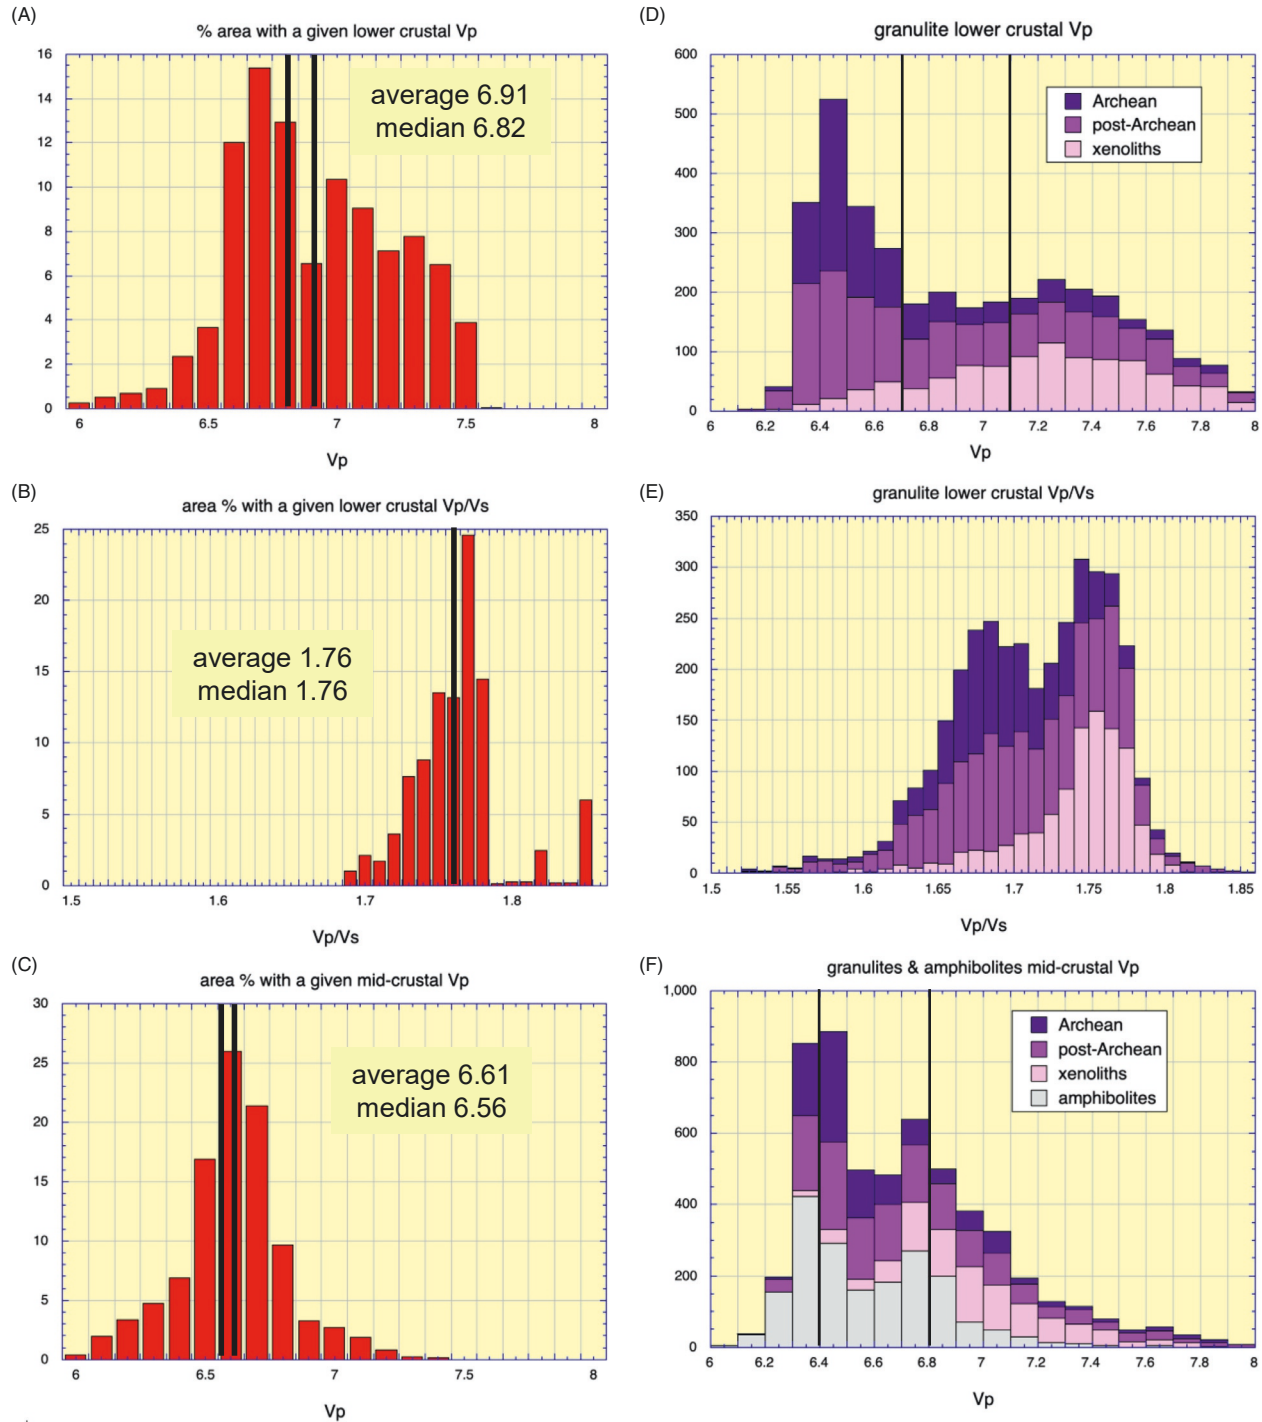 (A)
% area with a given lower crustal Vp
average 6.91
median 6.82
16
14
12
10
8
6
4
2
0
6 6.5 7 7.5 8
Vp
(D)
granulite lower crustal Vp
Archean
post-Archean
xenoliths
600
500
400
300
200
100
0
6 6.2 6.4 6.6 6.8 7 7.2 7.4 7.6 7.8 8
Vp
(B)
area % with a given lower crustal Vp/Vs
average 1.76
median 1.76
25
20
15
10
5
0
1.5 1.6 1.7 1.8
Vp/Vs
(E)
granulite lower crustal Vp/Vs
350
300
250
200
150
100
50
0
1.5 1.55 1.6 1.65 1.7 1.75 1.8 1.85
Vp/Vs
(C)
area % with a given mid-crustal Vp
average 6.61
median 6.56
30
25
20
15
10
5
0
6 6.5 7 7.5 8
Vp
(F)
granulites & amphibolites mid-crustal Vp
Archean
post-Archean
xenoliths
amphibolites
1,000
800
600
400
200
0
6 6.2 6.4 6.6 6.8 7 7.2 7.4 7.6 7.8 8
Vp